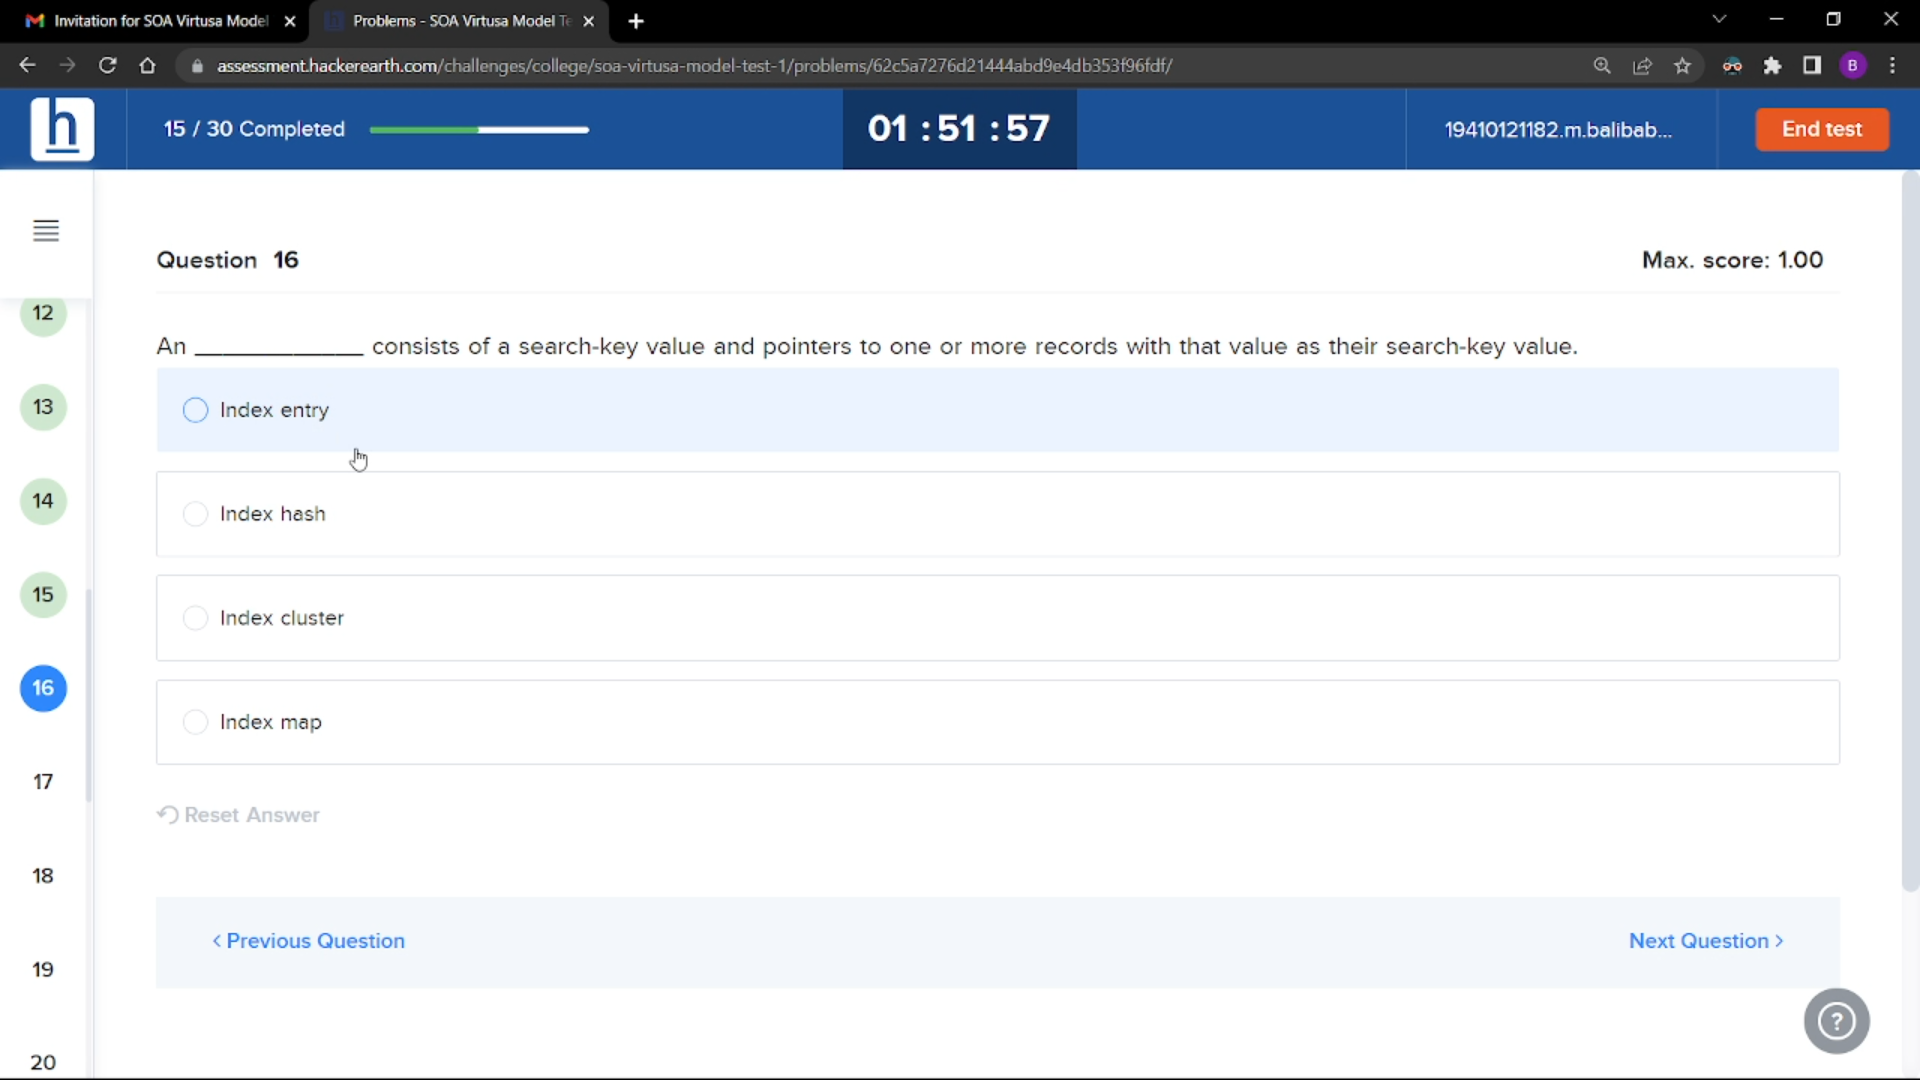 Invitation for SOA Virtusa Model
Problems - SOA Virtusa Model Te
assessment.hackerearth.com/challenges/college/soa-virtusa-model-test-1/problems/62c5a7276d21444abd9e4db353f96fdf/
B
h
15 / 30 Completed
01 : 51 : 57
19410121182.m.balibab...
End test
Question 16
Max. score: 1.00
12
13
14
15
16
17
18
19
20
An _____________ consists of a search-key value and pointers to one or more records with that value as their search-key value.
Index entry
Index hash
Index cluster
Index map
Reset Answer
< Previous Question
Next Question >
?